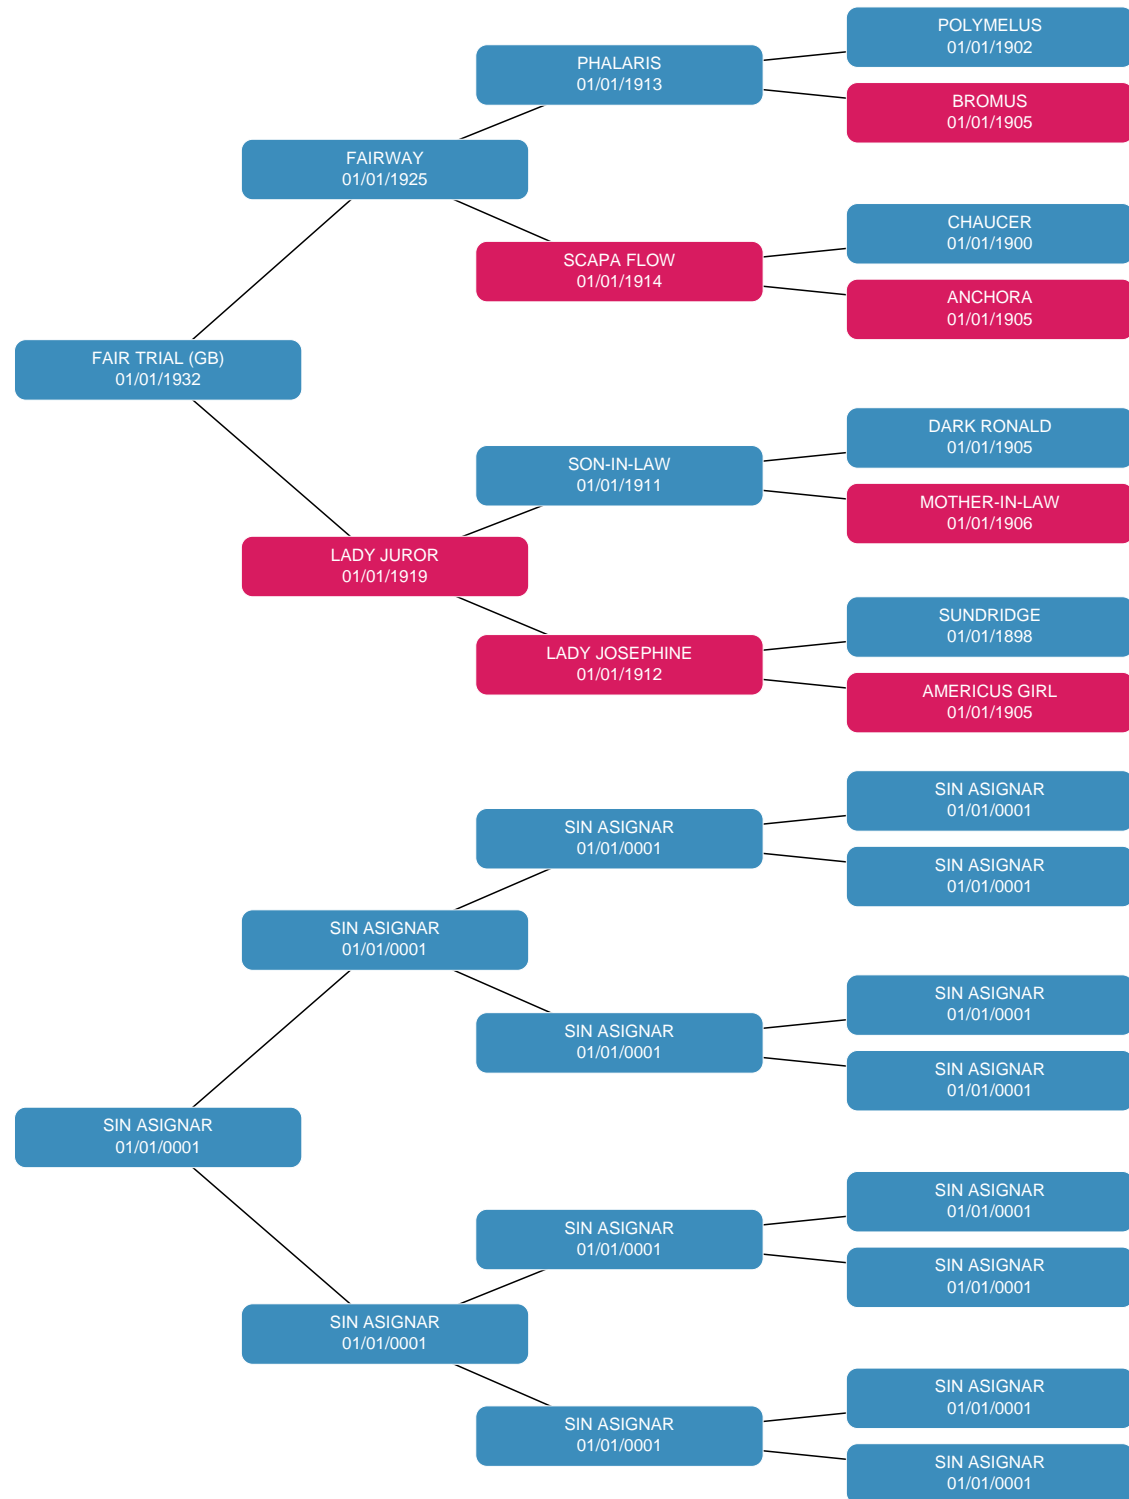 POLYMELUS
01/01/1902
PHALARIS
01/01/1913
BROMUS
01/01/1905
FAIRWAY
01/01/1925
CHAUCER
01/01/1900
SCAPA FLOW
01/01/1914
ANCHORA
01/01/1905
FAIR TRIAL (GB)
01/01/1932
DARK RONALD
01/01/1905
SON-IN-LAW
01/01/1911
MOTHER-IN-LAW
01/01/1906
LADY JUROR
01/01/1919
SUNDRIDGE
01/01/1898
LADY JOSEPHINE
01/01/1912
AMERICUS GIRL
01/01/1905
SIN ASIGNAR
01/01/0001
SIN ASIGNAR
01/01/0001
SIN ASIGNAR
01/01/0001
SIN ASIGNAR
01/01/0001
SIN ASIGNAR
01/01/0001
SIN ASIGNAR
01/01/0001
SIN ASIGNAR
01/01/0001
SIN ASIGNAR
01/01/0001
SIN ASIGNAR
01/01/0001
SIN ASIGNAR
01/01/0001
SIN ASIGNAR
01/01/0001
SIN ASIGNAR
01/01/0001
SIN ASIGNAR
01/01/0001
SIN ASIGNAR
01/01/0001
SIN ASIGNAR
01/01/0001